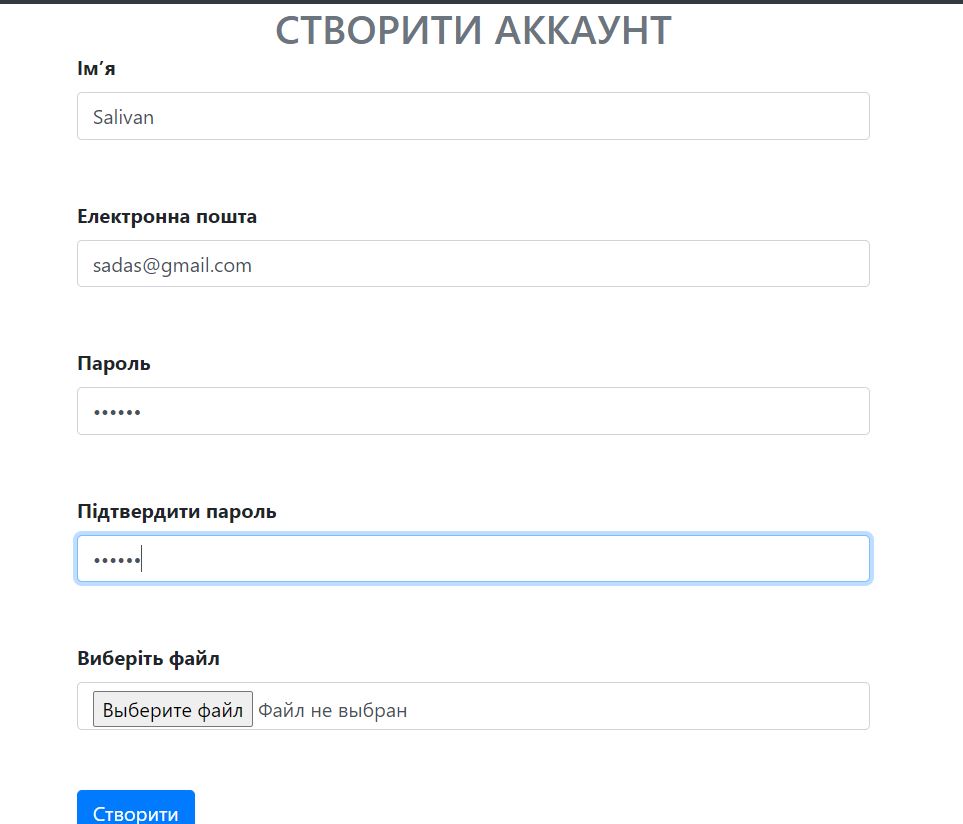 СТВОРИТИ АККАУНТ
Ім’я
Salivan
Електронна пошта
sadas@gmail.com
Пароль
••••••
Підтвердити пароль
••••••
Виберіть файл
Выберите файл Файл не выбран
Створити